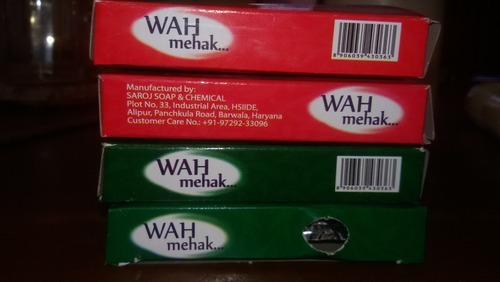 WAH
mehak...
8906039430363
Manufactured by:
SAROJ SOAP & CHEMICAL
Plot No. 33, Industrial Area, HSIIDE,
Alipur, Panchkula Road, Barwala, Haryana
Customer Care No.: +91-97292-33096
WAH
mehak...
WAH
mehak...
8906039430363
WAH
mehak...